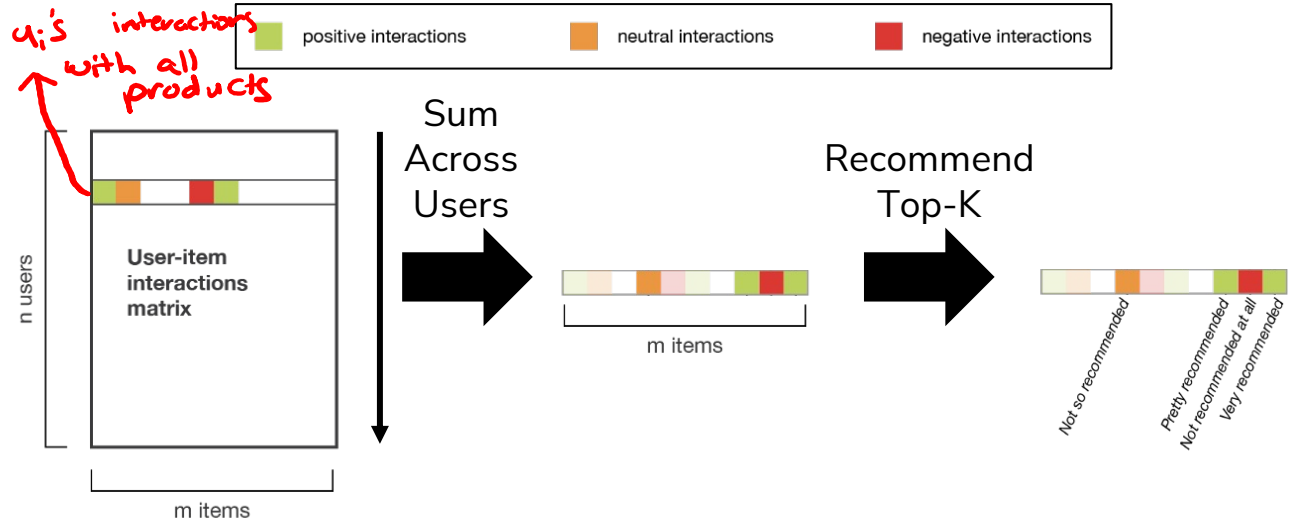 uᵢ's interactions
with all
products
positive interactions
neutral interactions
negative interactions
n users
User-item
interactions
matrix
m items
Sum
Across
Users
m items
Recommend
Top-K
Not so recommended
Pretty recommended
Not recommended at all
Very recommended